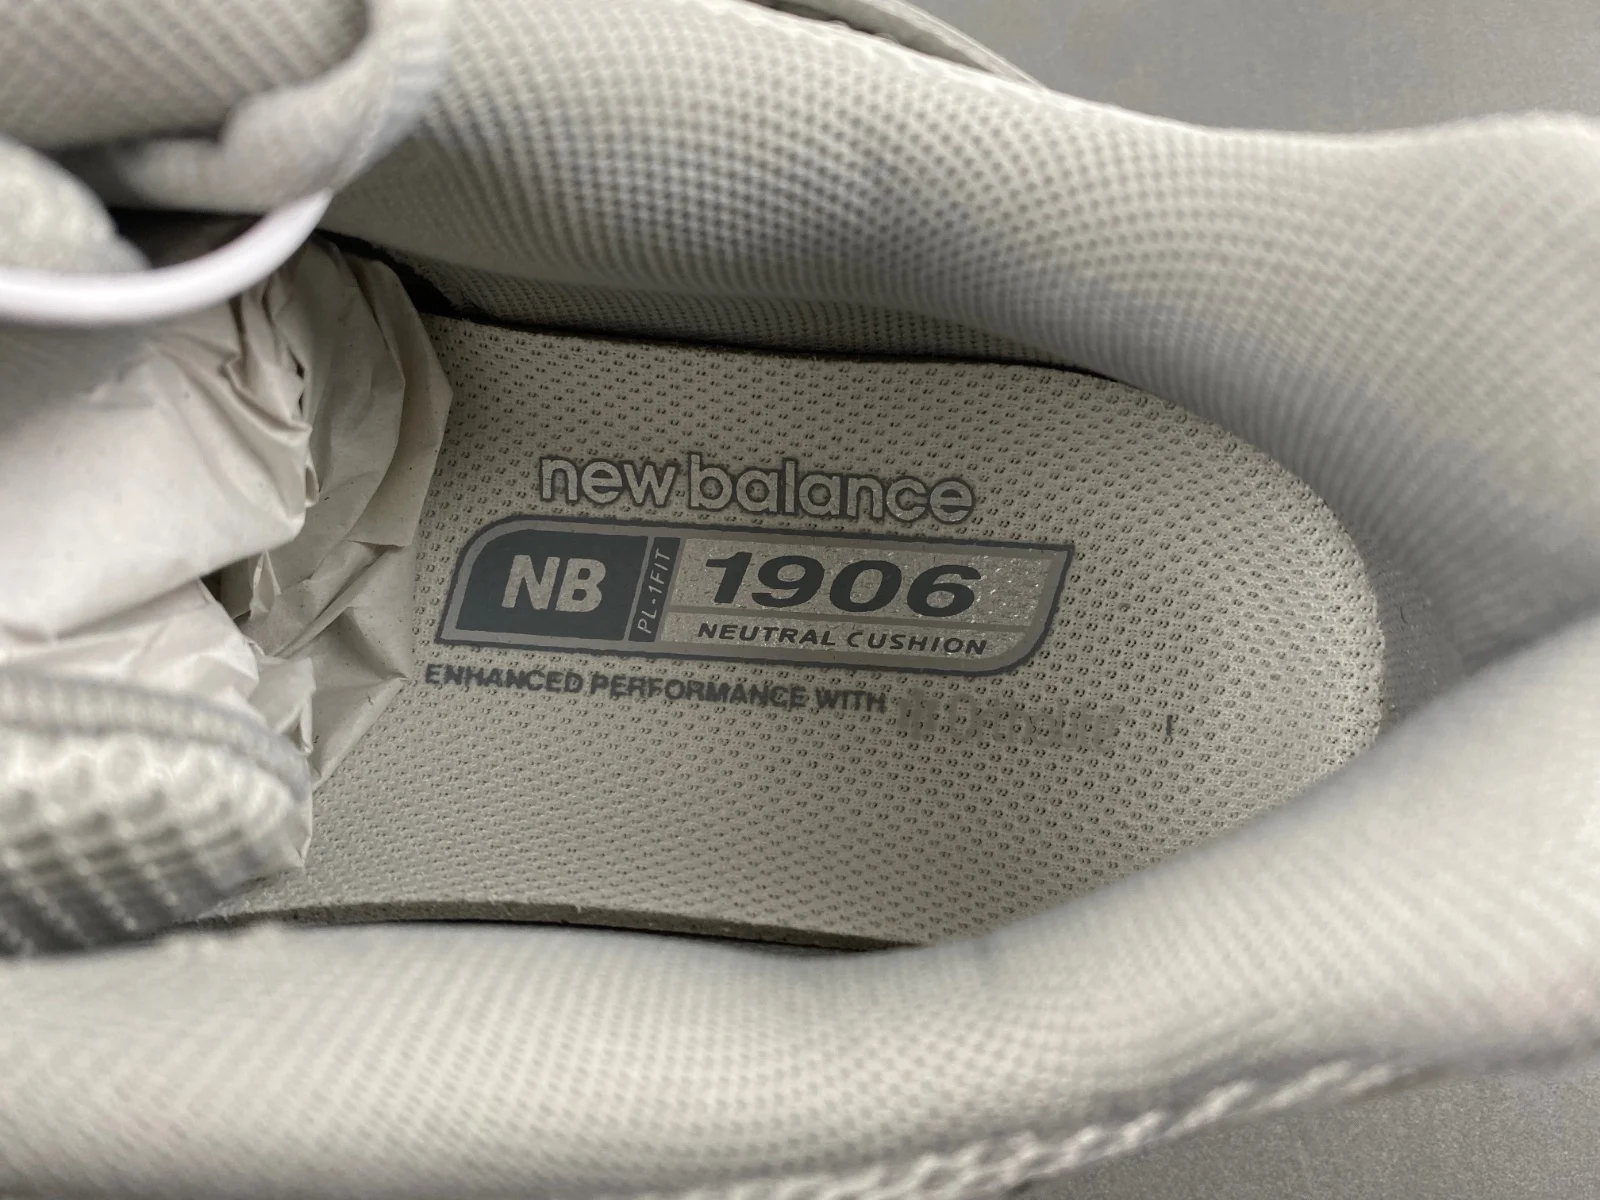 new balance
NB PL-1FIT 1906
NEUTRAL CUSHION
ENHANCED PERFORMANCE WITH